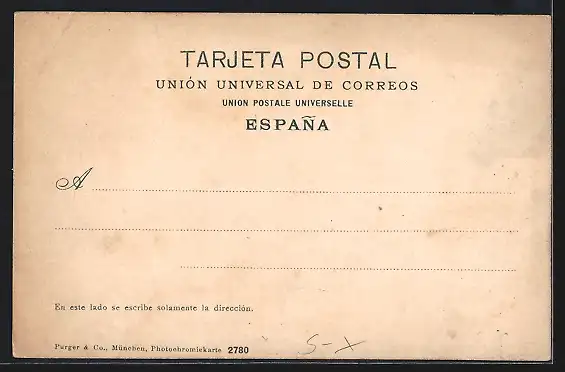 TARJETA POSTAL
UNIÓN UNIVERSAL DE CORREOS
UNION POSTALE UNIVERSELLE
ESPAÑA
A
En este lado se escribe solamente la dirección.
Purger & Co., München, Photochromiekarte 2780
S-X